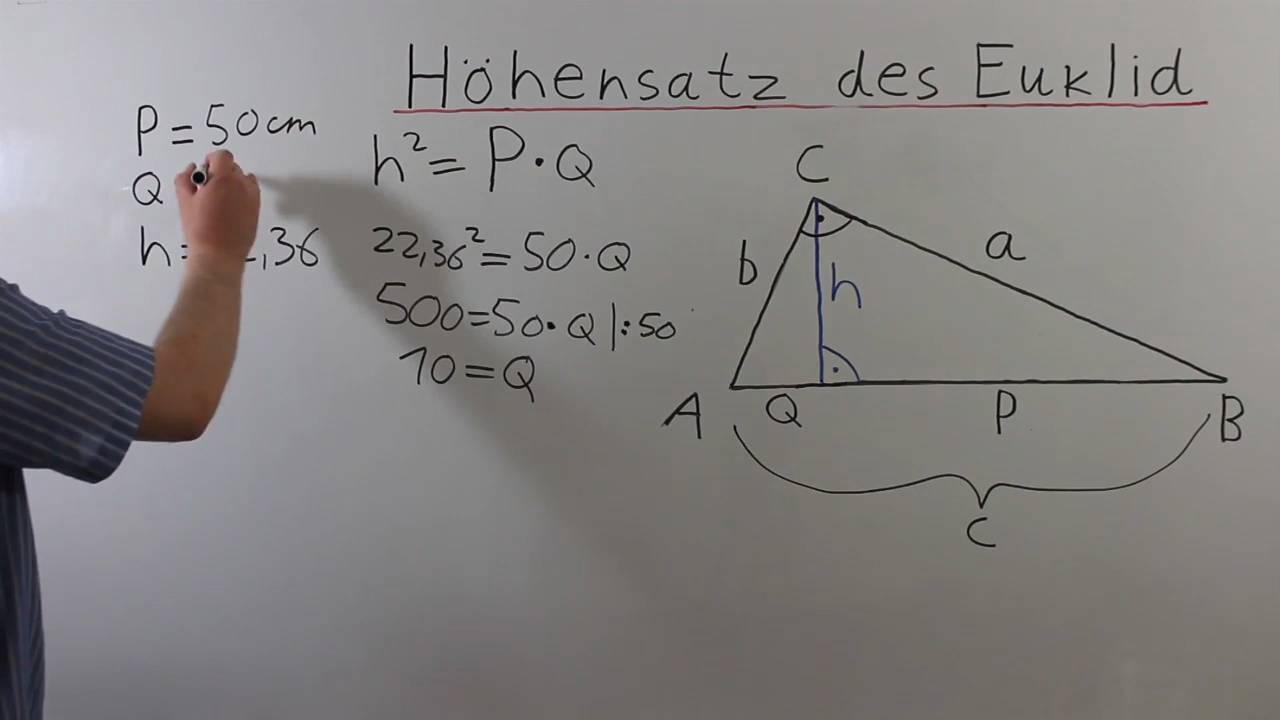 Höhensatz des Euklid
P = 50 cm
Q
h = ,36
h² = P · Q
22,36² = 50 · Q
500 = 50 · Q |: 50
10 = Q
C
b
a
h
A
Q
P
B
C